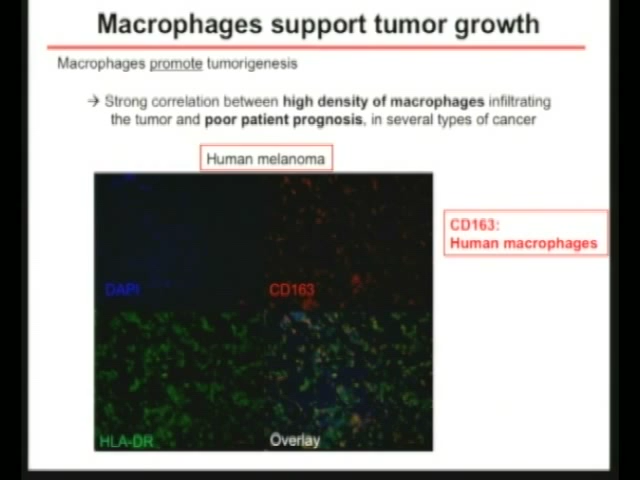 Macrophages support tumor growth
Macrophages promote tumorigenesis
→ Strong correlation between high density of macrophages infiltrating
the tumor and poor patient prognosis, in several types of cancer
Human melanoma
CD163:
Human macrophages
DAPI
CD163
HLA-DR
Overlay